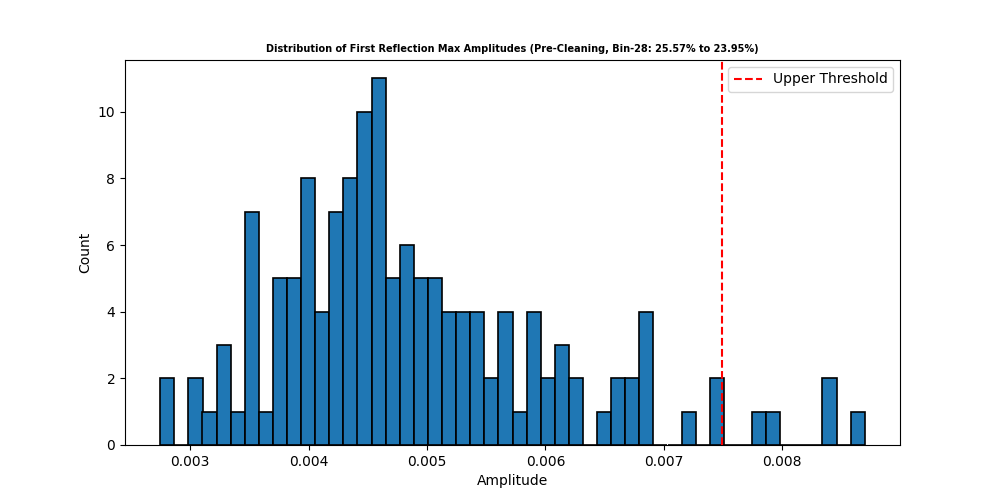 Distribution of First Reflection Max Amplitudes (Pre-Cleaning, Bin-28: 25.57% to 23.95%)
Upper Threshold
10
8
6
4
2
0
Count
0.003 0.004 0.005 0.006 0.007 0.008
Amplitude